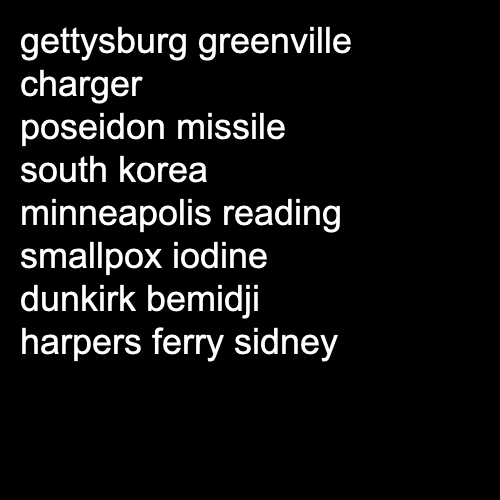 gettysburg greenville
charger
poseidon missile
south korea
minneapolis reading
smallpox iodine
dunkirk bemidji
harpers ferry sidney